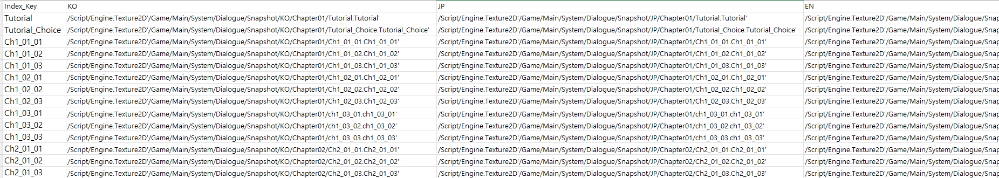 Index_Key KO JP EN
Tutorial /Script/Engine.Texture2D'/Game/Main/System/Dialogue/Snapshot/KO/Chapter01/Tutorial.Tutorial' /Script/Engine.Texture2D'/Game/Main/System/Dialogue/Snapshot/JP/Chapter01/Tutorial.Tutorial' /Script/Engine.Texture2D'/Game/Main/System/Dialogue/Snap
Tutorial_Choice /Script/Engine.Texture2D'/Game/Main/System/Dialogue/Snapshot/KO/Chapter01/Tutorial_Choice.Tutorial_Choice' /Script/Engine.Texture2D'/Game/Main/System/Dialogue/Snapshot/JP/Chapter01/Tutorial_Choice.Tutorial_Choice' /Script/Engine.Texture2D'/Game/Main/System/Dialogue/Snap
Ch1_01_01 /Script/Engine.Texture2D'/Game/Main/System/Dialogue/Snapshot/KO/Chapter01/Ch1_01_01.Ch1_01_01' /Script/Engine.Texture2D'/Game/Main/System/Dialogue/Snapshot/JP/Chapter01/Ch1_01_01.Ch1_01_01' /Script/Engine.Texture2D'/Game/Main/System/Dialogue/Snap
Ch1_01_02 /Script/Engine.Texture2D'/Game/Main/System/Dialogue/Snapshot/KO/Chapter01/Ch1_01_02.Ch1_01_02' /Script/Engine.Texture2D'/Game/Main/System/Dialogue/Snapshot/JP/Chapter01/Ch1_01_02.Ch1_01_02' /Script/Engine.Texture2D'/Game/Main/System/Dialogue/Snap
Ch1_01_03 /Script/Engine.Texture2D'/Game/Main/System/Dialogue/Snapshot/KO/Chapter01/Ch1_01_03.Ch1_01_03' /Script/Engine.Texture2D'/Game/Main/System/Dialogue/Snapshot/JP/Chapter01/Ch1_01_03.Ch1_01_03' /Script/Engine.Texture2D'/Game/Main/System/Dialogue/Snap
Ch1_02_01 /Script/Engine.Texture2D'/Game/Main/System/Dialogue/Snapshot/KO/Chapter01/Ch1_02_01.Ch1_02_01' /Script/Engine.Texture2D'/Game/Main/System/Dialogue/Snapshot/JP/Chapter01/Ch1_02_01.Ch1_02_01' /Script/Engine.Texture2D'/Game/Main/System/Dialogue/Snap
Ch1_02_02 /Script/Engine.Texture2D'/Game/Main/System/Dialogue/Snapshot/KO/Chapter01/Ch1_02_02.Ch1_02_02' /Script/Engine.Texture2D'/Game/Main/System/Dialogue/Snapshot/JP/Chapter01/Ch1_02_02.Ch1_02_02' /Script/Engine.Texture2D'/Game/Main/System/Dialogue/Snap
Ch1_02_03 /Script/Engine.Texture2D'/Game/Main/System/Dialogue/Snapshot/KO/Chapter01/Ch1_02_03.Ch1_02_03' /Script/Engine.Texture2D'/Game/Main/System/Dialogue/Snapshot/JP/Chapter01/Ch1_02_03.Ch1_02_03' /Script/Engine.Texture2D'/Game/Main/System/Dialogue/Snap
Ch1_03_01 /Script/Engine.Texture2D'/Game/Main/System/Dialogue/Snapshot/KO/Chapter01/ch1_03_01.ch1_03_01' /Script/Engine.Texture2D'/Game/Main/System/Dialogue/Snapshot/JP/Chapter01/ch1_03_01.ch1_03_01' /Script/Engine.Texture2D'/Game/Main/System/Dialogue/Snap
Ch1_03_02 /Script/Engine.Texture2D'/Game/Main/System/Dialogue/Snapshot/KO/Chapter01/ch1_03_02.ch1_03_02' /Script/Engine.Texture2D'/Game/Main/System/Dialogue/Snapshot/JP/Chapter01/ch1_03_02.ch1_03_02' /Script/Engine.Texture2D'/Game/Main/System/Dialogue/Snap
Ch1_03_03 /Script/Engine.Texture2D'/Game/Main/System/Dialogue/Snapshot/KO/Chapter01/ch1_03_03.ch1_03_03' /Script/Engine.Texture2D'/Game/Main/System/Dialogue/Snapshot/JP/Chapter01/ch1_03_03.ch1_03_03' /Script/Engine.Texture2D'/Game/Main/System/Dialogue/Snap
Ch2_01_01 /Script/Engine.Texture2D'/Game/Main/System/Dialogue/Snapshot/KO/Chapter02/Ch2_01_01.Ch2_01_01' /Script/Engine.Texture2D'/Game/Main/System/Dialogue/Snapshot/JP/Chapter02/Ch2_01_01.Ch2_01_01' /Script/Engine.Texture2D'/Game/Main/System/Dialogue/Snap
Ch2_01_02 /Script/Engine.Texture2D'/Game/Main/System/Dialogue/Snapshot/KO/Chapter02/Ch2_01_02.Ch2_01_02' /Script/Engine.Texture2D'/Game/Main/System/Dialogue/Snapshot/JP/Chapter02/Ch2_01_02.Ch2_01_02' /Script/Engine.Texture2D'/Game/Main/System/Dialogue/Snap
Ch2_01_03 /Script/Engine.Texture2D'/Game/Main/System/Dialogue/Snapshot/KO/Chapter02/Ch2_01_03.Ch2_01_03' /Script/Engine.Texture2D'/Game/Main/System/Dialogue/Snapshot/JP/Chapter02/Ch2_01_03.Ch2_01_03' /Script/Engine.Texture2D'/Game/Main/System/Dialogue/Snap